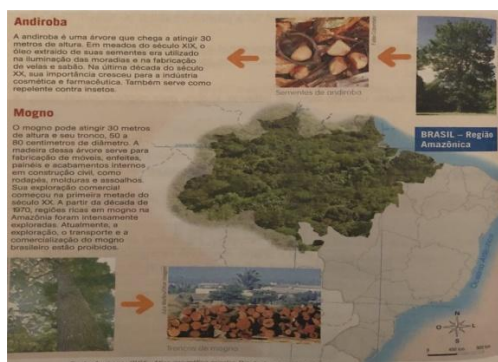 Andiroba
A andiroba é uma árvore que chega a atingir 30
metros de altura. Em meados do século XIX, o
óleo extraído de suas sementes era utilizado
na iluminação das moradias e na fabricação
de velas e sabão. Na última década do século
XX, sua importância cresceu para a indústria
cosmética e farmacêutica. Também serve como
repelente contra insetos.
Sementes de andiroba
Mogno
O mogno pode atingir 30 metros
de altura e seu tronco, 60 a
80 centímetros de diâmetro. A
madeira dessa árvore serve para
fabricação de móveis, enfeites,
painéis e acabamentos internos
em construção civil, como
rodapés, molduras e assoalhos.
Sua exploração comercial
começou na primeira metade do
século XX. A partir da década de
1970, regiões ricas em mogno na
Amazônia foram intensamente
exploradas. Atualmente, a
exploração, o transporte e a
comercialização do mogno
brasileiro estão proibidos.
BRASIL – Região
Amazônica
N
O
L
S
0
de mogno